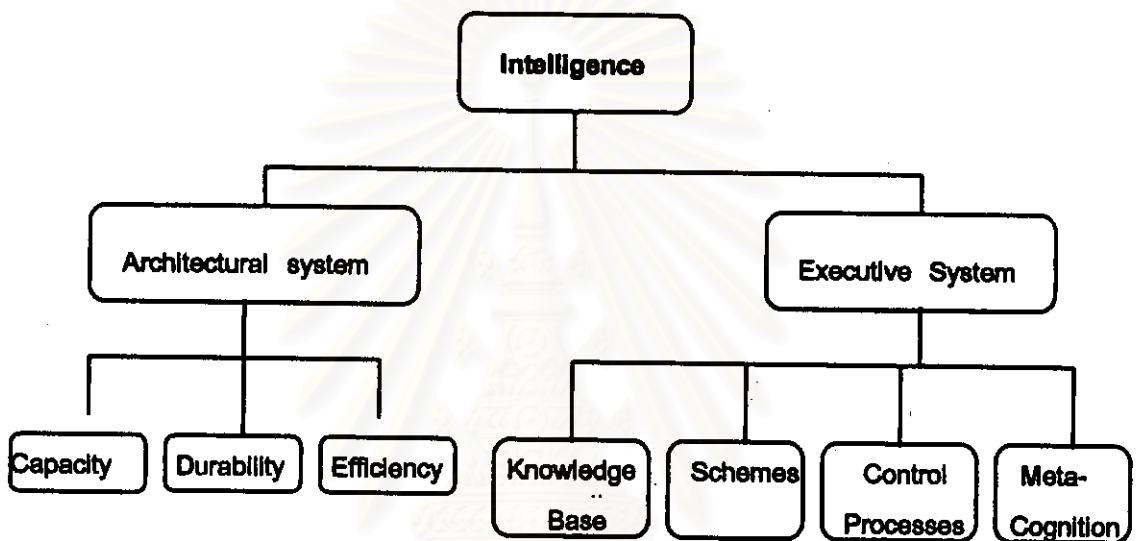 Intelligence
Architectural system
Executive System
Capacity
Durability
Efficiency
Knowledge
Base
Schemes
Control
Processes
Meta-
Cognition